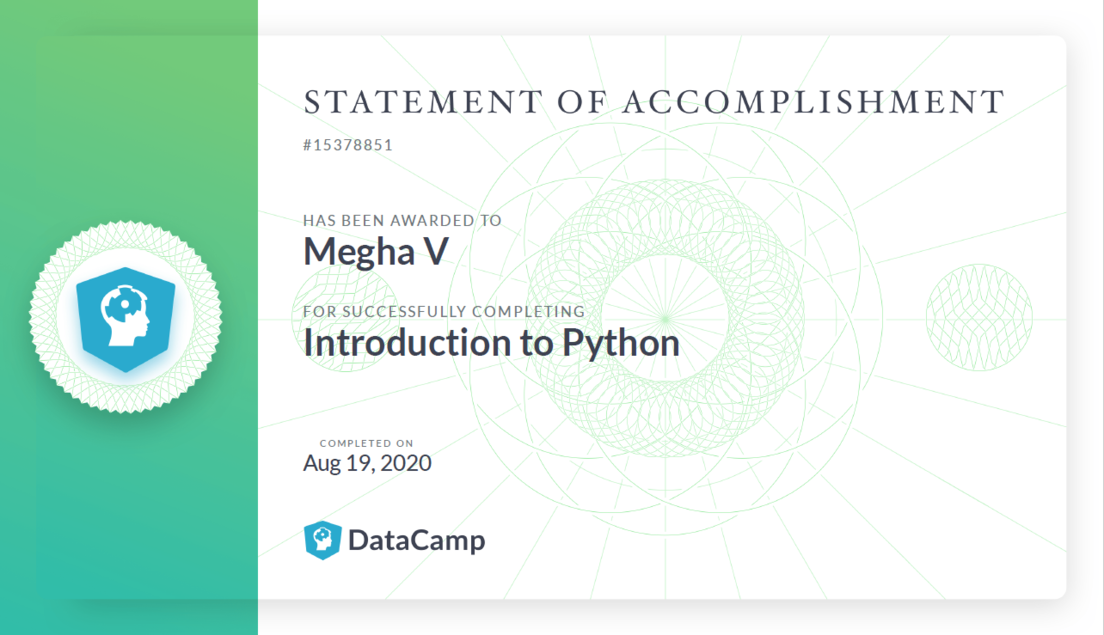 STATEMENT OF ACCOMPLISHMENT
#15378851
HAS BEEN AWARDED TO
Megha V
FOR SUCCESSFULLY COMPLETING
Introduction to Python
COMPLETED ON
Aug 19, 2020
DataCamp